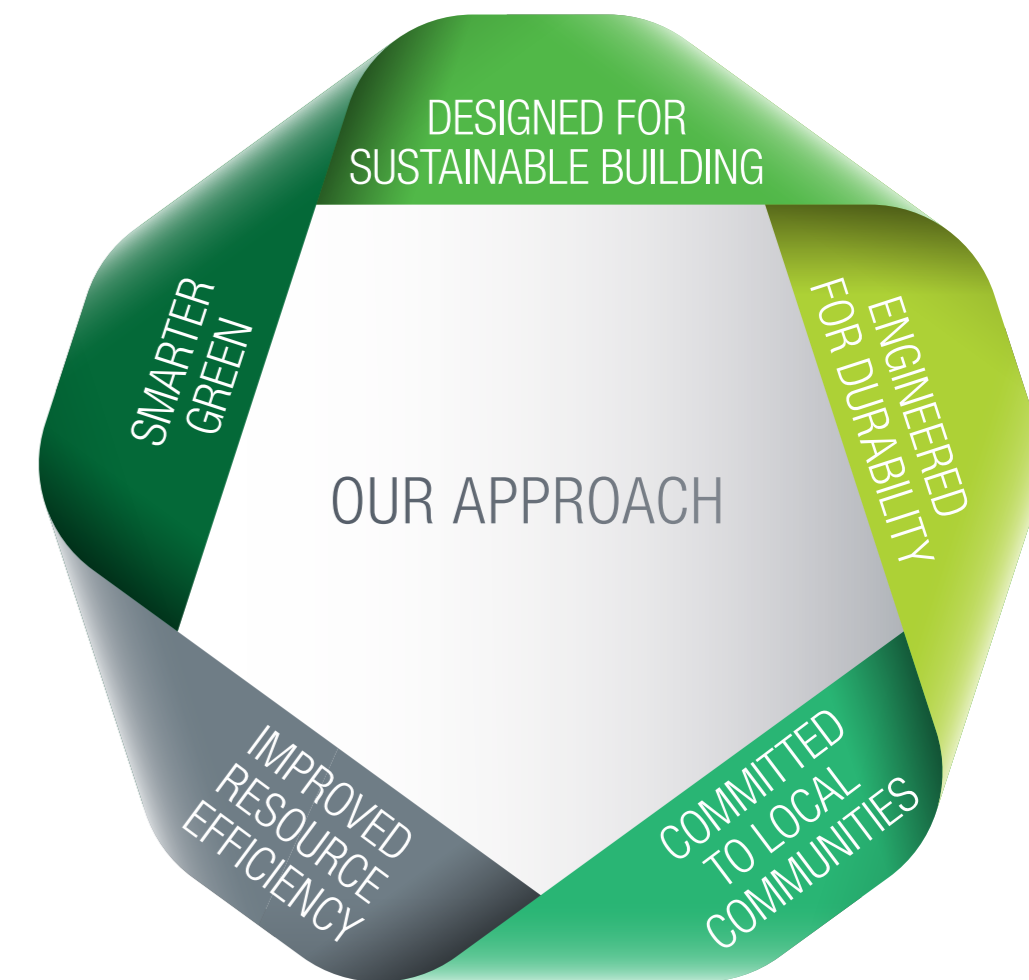 DESIGNED FOR
SUSTAINABLE BUILDING
ENGINEERED
FOR DURABILITY
COMMITTED
TO LOCAL
COMMUNITIES
IMPROVED
RESOURCE
EFFICIENCY
SMARTER
GREEN
OUR APPROACH